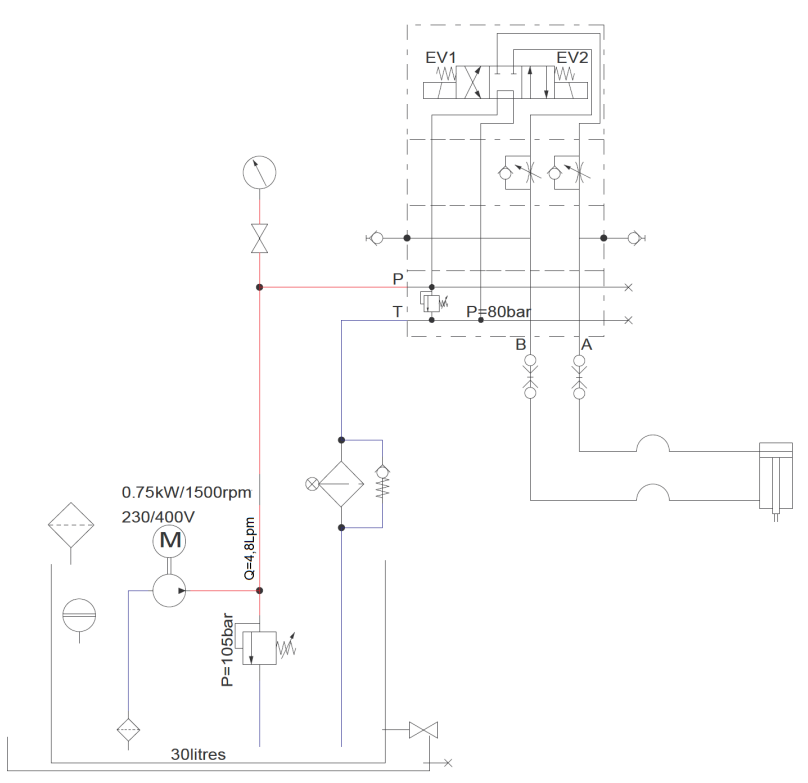 EV1
EV2
P
T
P=80bar
B
A
0.75kW/1500rpm
230/400V
M
Q=4,8Lpm
P=105bar
30litres